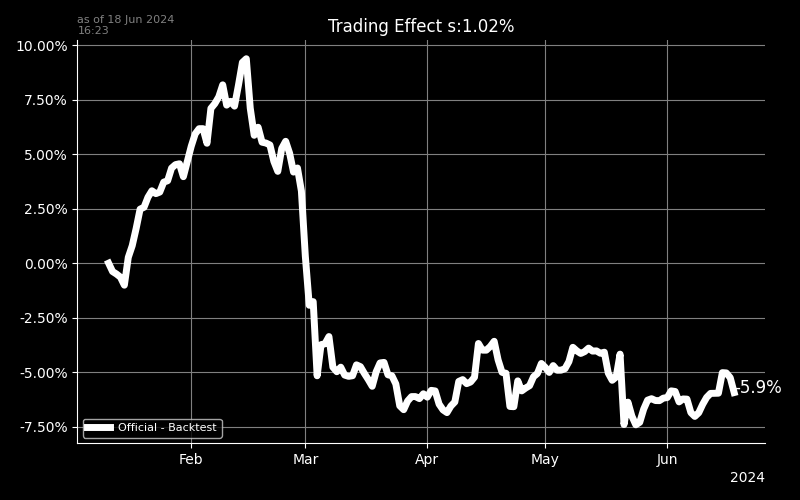 as of 18 Jun 2024
16:23
Trading Effect s:1.02%
10.00%
7.50%
5.00%
2.50%
0.00%
-2.50%
-5.00%
-7.50%
-5.9%
Official - Backtest
Feb
Mar
Apr
May
Jun
2024